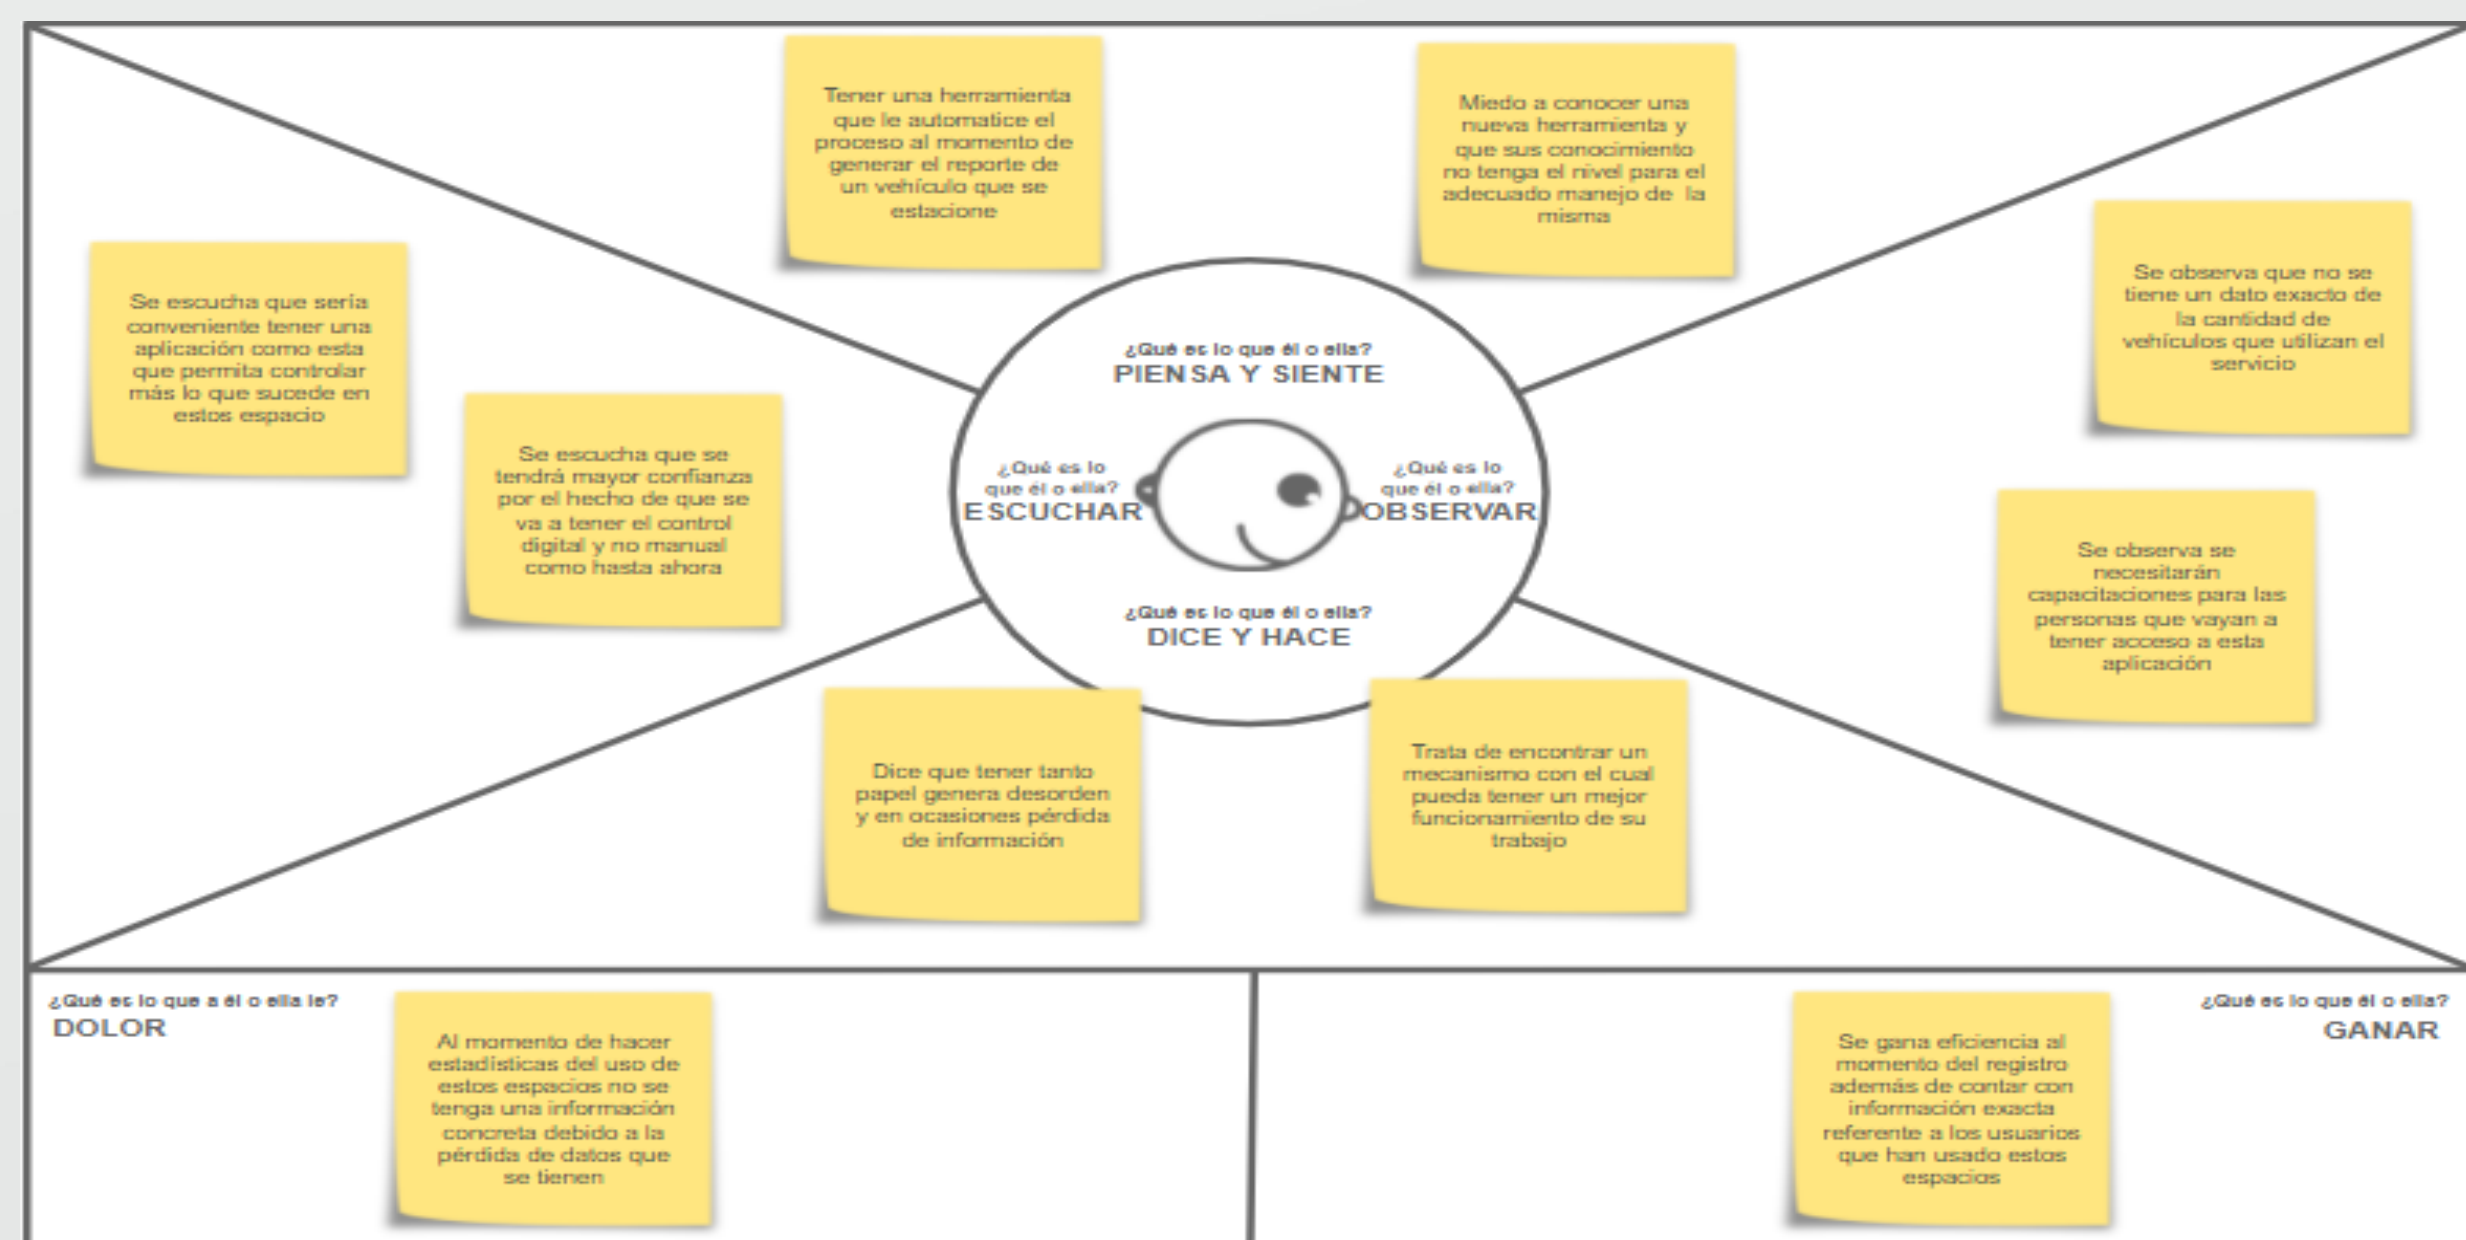 Tener una herramienta
que le automatice el
proceso al momento de
generar el reporte de
un vehículo que se
estacione
Miedo a conocer una
nueva herramienta y
que sus conocimiento
no tenga el nivel para el
adecuado manejo de la
misma
Se escucha que sería
conveniente tener una
aplicación como esta
que permita controlar
más lo que sucede en
estos espacio
Se escucha que se
tendrá mayor confianza
por el hecho de que se
va a tener el control
digital y no manual
como hasta ahora
¿Qué es lo que él o ella?
PIENSA Y SIENTE
¿Qué es lo
que él o ella?
ESCUCHAR
¿Qué es lo
que él o ella?
OBSERVAR
¿Qué es lo que él o ella?
DICE Y HACE
Se observa que no se
tiene un dato exacto de
la cantidad de
vehículos que utilizan el
servicio
Se observa se
necesitarán
capacitaciones para las
personas que vayan a
tener acceso a esta
aplicación
Dice que tener tanto
papel genera desorden
y en ocasiones pérdida
de información
Trata de encontrar un
mecanismo con el cual
pueda tener un mejor
funcionamiento de su
trabajo
¿Qué es lo que a él o ella le?
DOLOR
Al momento de hacer
estadísticas del uso de
estos espacios no se
tenga una información
concreta debido a la
pérdida de datos que
se tienen
Se gana eficiencia al
momento del registro
además de contar con
información exacta
referente a los usuarios
que han usado estos
espacios
¿Qué es lo que él o ella?
GANAR